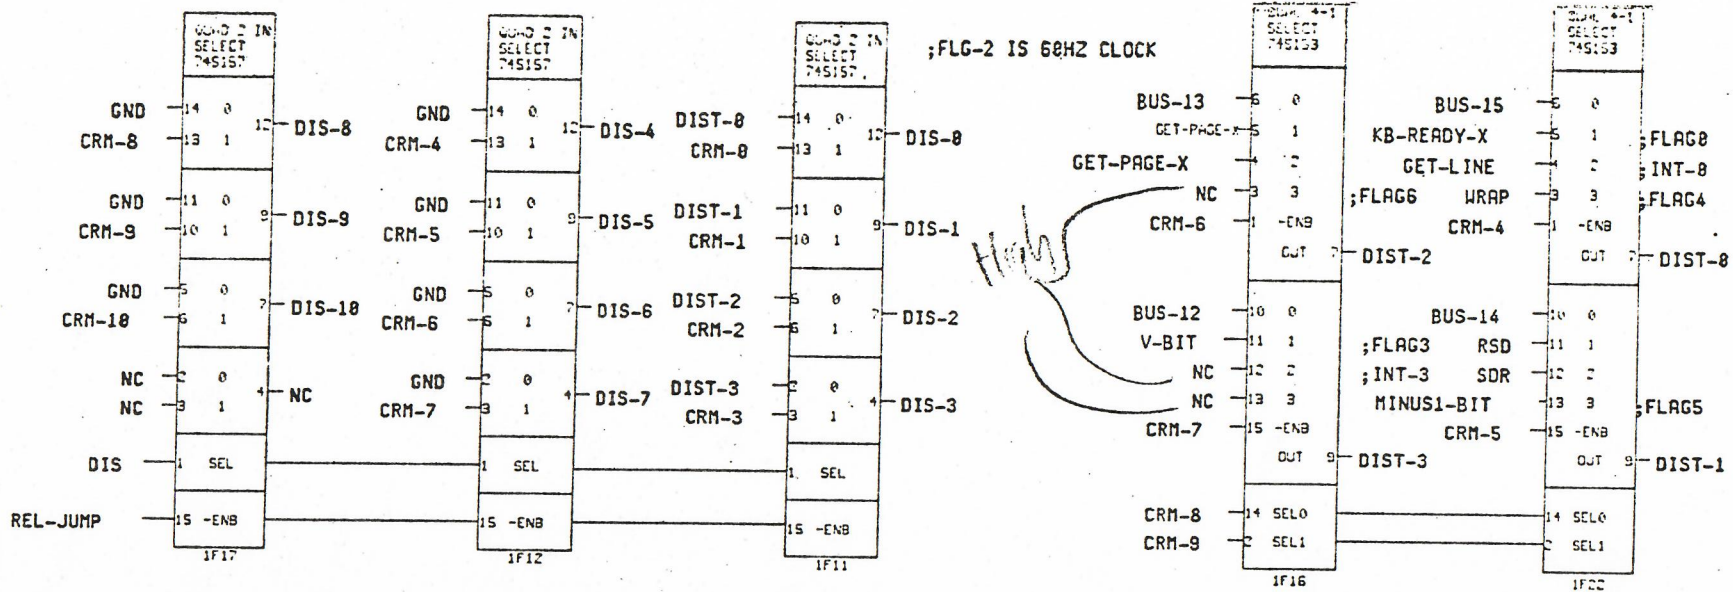 QUAD 2 IN
SELECT
74S157
GND 14 0
12 DIS-8
CRM-8 13 1
GND 11 0
9 DIS-9
CRM-9 10 1
GND 5 0
7 DIS-10
CRM-10 6 1
NC 2 0
4 NC
NC 3 1
DIS 1 SEL
REL-JUMP 15 -ENB
1F17
QUAD 2 IN
SELECT
74S157
GND 14 0
12 DIS-4
CRM-4 13 1
GND 11 0
9 DIS-5
CRM-5 10 1
GND 5 0
7 DIS-6
CRM-6 6 1
GND 2 0
4 DIS-7
CRM-7 3 1
1 SEL
15 -ENB
1F12
QUAD 2 IN
SELECT
74S157
DIST-0 14 0
12 DIS-0
CRM-0 13 1
DIST-1 11 0
9 DIS-1
CRM-1 10 1
DIST-2 5 0
7 DIS-2
CRM-2 6 1
DIST-3 2 0
4 DIS-3
CRM-3 3 1
1 SEL
15 -ENB
1F11
;FLG-2 IS 60HZ CLOCK
DUAL 4-1
SELECT
74S153
BUS-13 6 0
GET-PAGE-X 5 1
GET-PAGE-X 4 2
NC 3 3 ;FLAG6
CRM-6 1 -ENB
OUT 7 DIST-2
BUS-12 10 0
V-BIT 11 1 ;FLAG3
NC 12 2 ;INT-3
NC 13 3
CRM-7 15 -ENB
OUT 9 DIST-3
CRM-8 14 SEL0
CRM-9 2 SEL1
1F16
DUAL 4-1
SELECT
74S153
BUS-15 6 0
KB-READY-X 5 1 ;FLAG0
GET-LINE 4 2 ;INT-0
WRAP 3 3 ;FLAG4
CRM-4 1 -ENB
OUT 7 DIST-0
BUS-14 10 0
RSD 11 1
SDR 12 2
MINUS1-BIT 13 3 ;FLAG5
CRM-5 15 -ENB
OUT 9 DIST-1
14 SEL0
2 SEL1
1F22